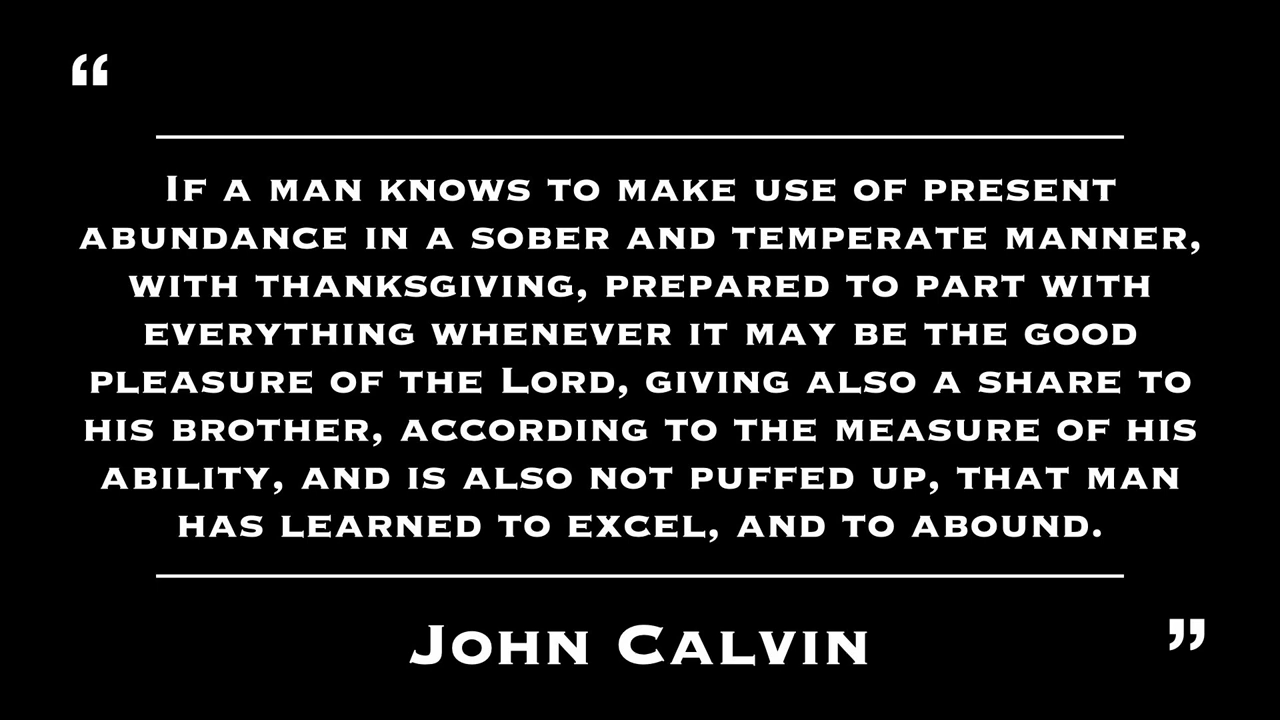 “
If a man knows to make use of present
abundance in a sober and temperate manner,
with thanksgiving, prepared to part with
everything whenever it may be the good
pleasure of the Lord, giving also a share to
his brother, according to the measure of his
ability, and is also not puffed up, that man
has learned to excel, and to abound.
John Calvin
”